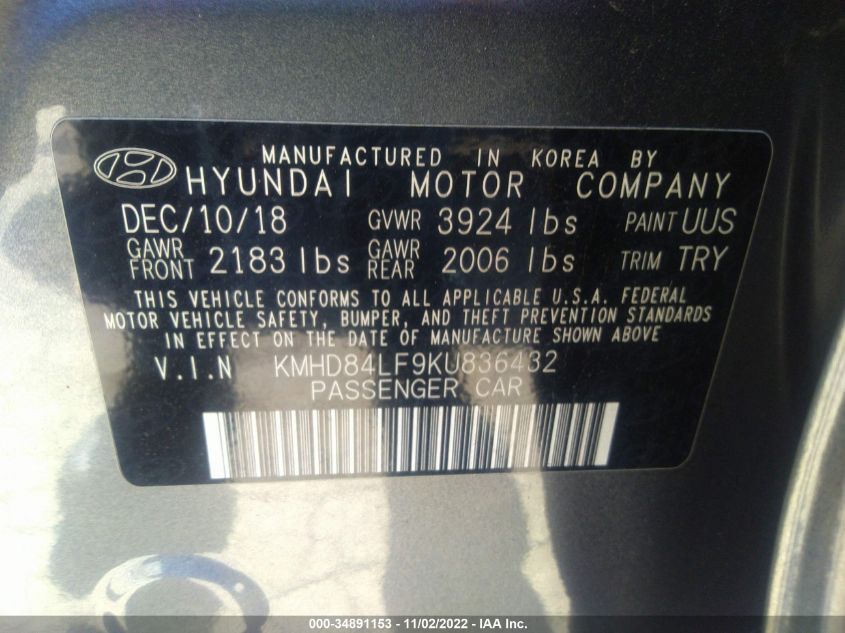 MANUFACTURED IN KOREA BY
HYUNDAI MOTOR COMPANY
DEC/10/18 GVWR 3924 lbs PAINT UUS
GAWR FRONT 2183 lbs GAWR REAR 2006 lbs TRIM TRY
THIS VEHICLE CONFORMS TO ALL APPLICABLE U.S.A. FEDERAL
MOTOR VEHICLE SAFETY, BUMPER, AND THEFT PREVENTION STANDARDS
IN EFFECT ON THE DATE OF MANUFACTURE SHOWN ABOVE
V.I.N KMHD84LF9KU836432
PASSENGER CAR
000-34891153 - 11/02/2022 - IAA Inc.